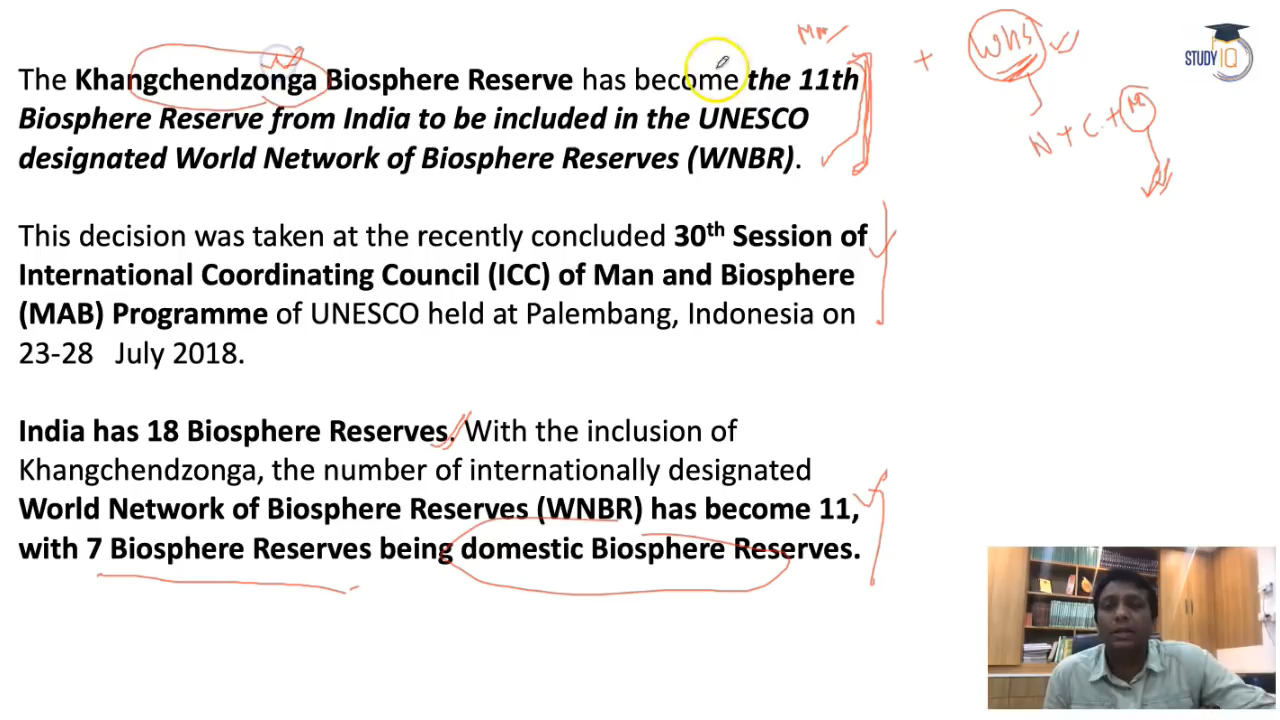 The Khangchendzonga Biosphere Reserve has become the 11th
Biosphere Reserve from India to be included in the UNESCO
designated World Network of Biosphere Reserves (WNBR).
+ WHS
N + C + M
STUDY IQ
This decision was taken at the recently concluded 30th Session of
International Coordinating Council (ICC) of Man and Biosphere
(MAB) Programme of UNESCO held at Palembang, Indonesia on
23-28 July 2018.
India has 18 Biosphere Reserves. With the inclusion of
Khangchendzonga, the number of internationally designated
World Network of Biosphere Reserves (WNBR) has become 11,
with 7 Biosphere Reserves being domestic Biosphere Reserves.